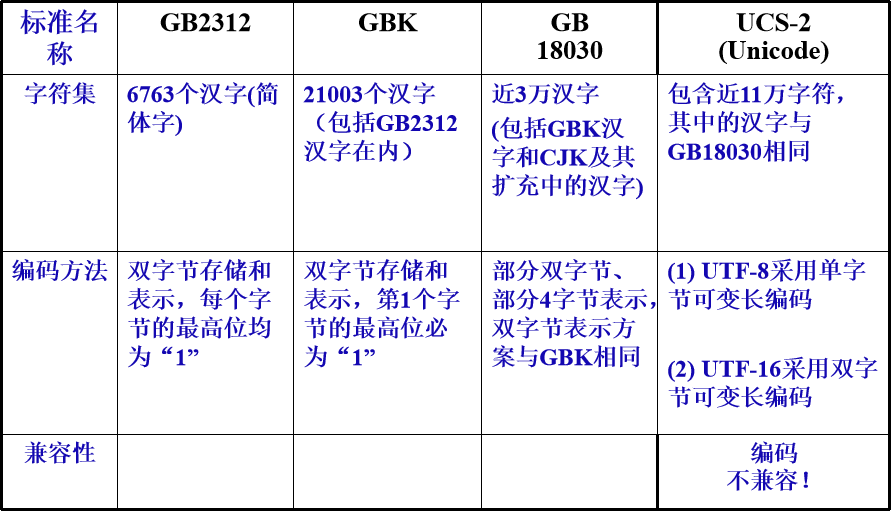 标准名
称
GB2312
GBK
GB
18030
UCS-2
(Unicode)
字符集
6763个汉字(简
体字)
21003个汉字
（包括GB2312
汉字在内）
近3万汉字
(包括GBK汉
字和CJK及其
扩充中的汉字)
包含近11万字符，
其中的汉字与
GB18030相同
编码方法
双字节存储和
表示，每个字
节的最高位均
为“1”
双字节存储和
表示，第1个字
节的最高位必
为“1”
部分双字节、
部分4字节表示，
双字节表示方
案与GBK相同
(1) UTF-8采用单字
节可变长编码
(2) UTF-16采用双字
节可变长编码
兼容性
编码
不兼容！